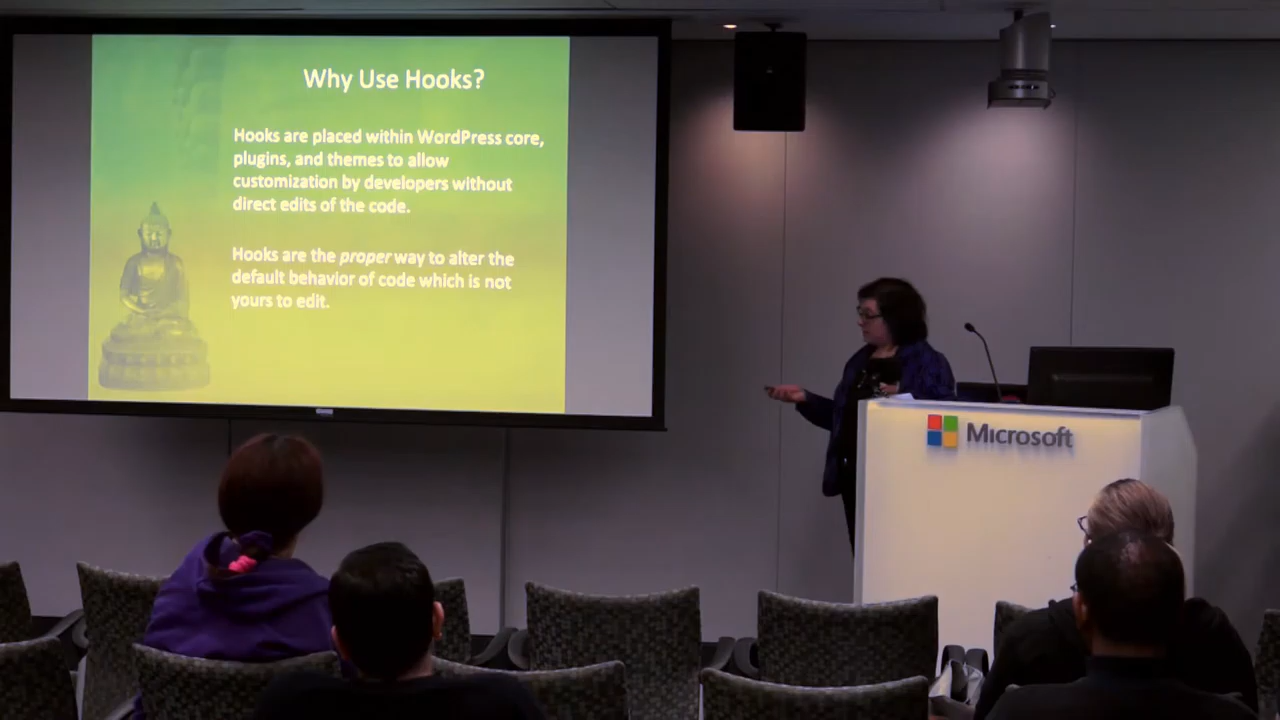 Why Use Hooks?
Hooks are placed within WordPress core,
plugins, and themes to allow
customization by developers without
direct edits of the code.
Hooks are the proper way to alter the
default behavior of code which is not
yours to edit.
Microsoft